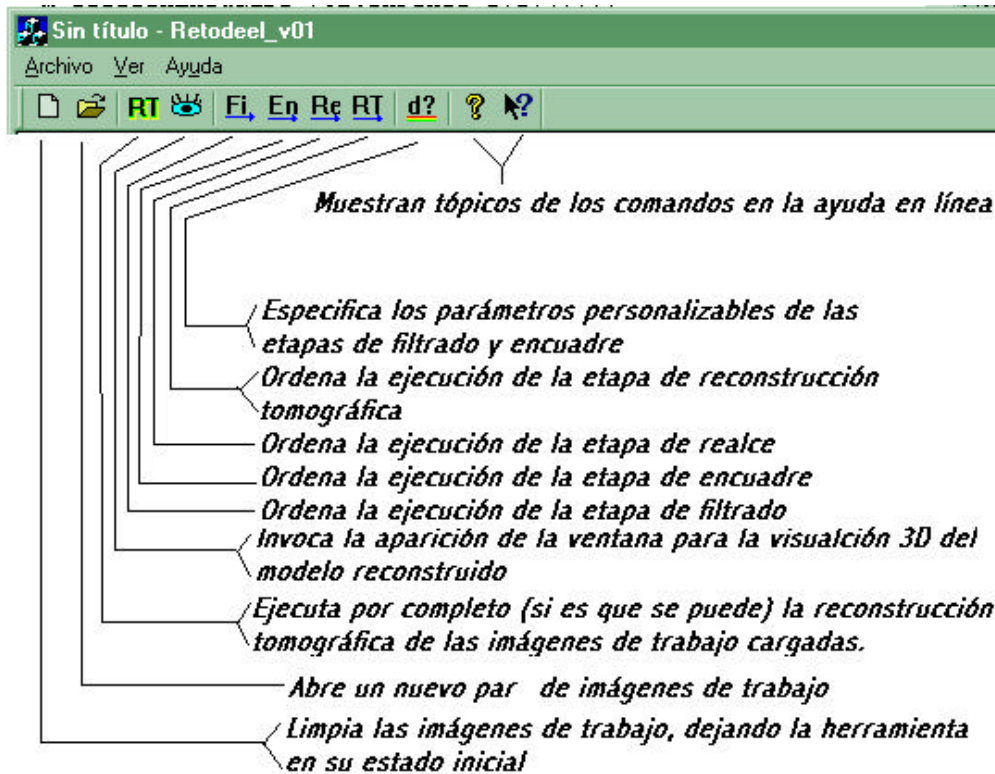 Sin título - Retodeel_v01
Archivo Ver Ayuda
RT Fi En Re RT d? ? ?
Muestran tópicos de los comandos en la ayuda en línea
Especifica los parámetros personalizables de las
etapas de filtrado y encuadre
Ordena la ejecución de la etapa de reconstrucción
tomográfica
Ordena la ejecución de la etapa de realce
Ordena la ejecución de la etapa de encuadre
Ordena la ejecución de la etapa de filtrado
Invoca la aparición de la ventana para la visualción 3D del
modelo reconstruido
Ejecuta por completo (si es que se puede) la reconstrucción
tomográfica de las imágenes de trabajo cargadas.
Abre un nuevo par de imágenes de trabajo
Limpia las imágenes de trabajo, dejando la herramienta
en su estado inicial